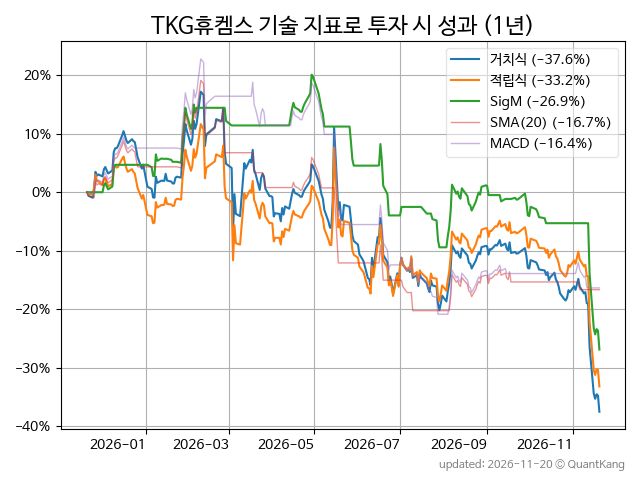 TKG휴켐스 기술 지표로 투자 시 성과 (1년)
거치식 (−37.6%)
적립식 (−33.2%)
SigM (−26.9%)
SMA(20) (−16.7%)
MACD (−16.4%)
20%
10%
0%
−10%
−20%
−30%
−40%
2026-01 2026-03 2026-05 2026-07 2026-09 2026-11
updated: 2026-11-20 © QuantKang